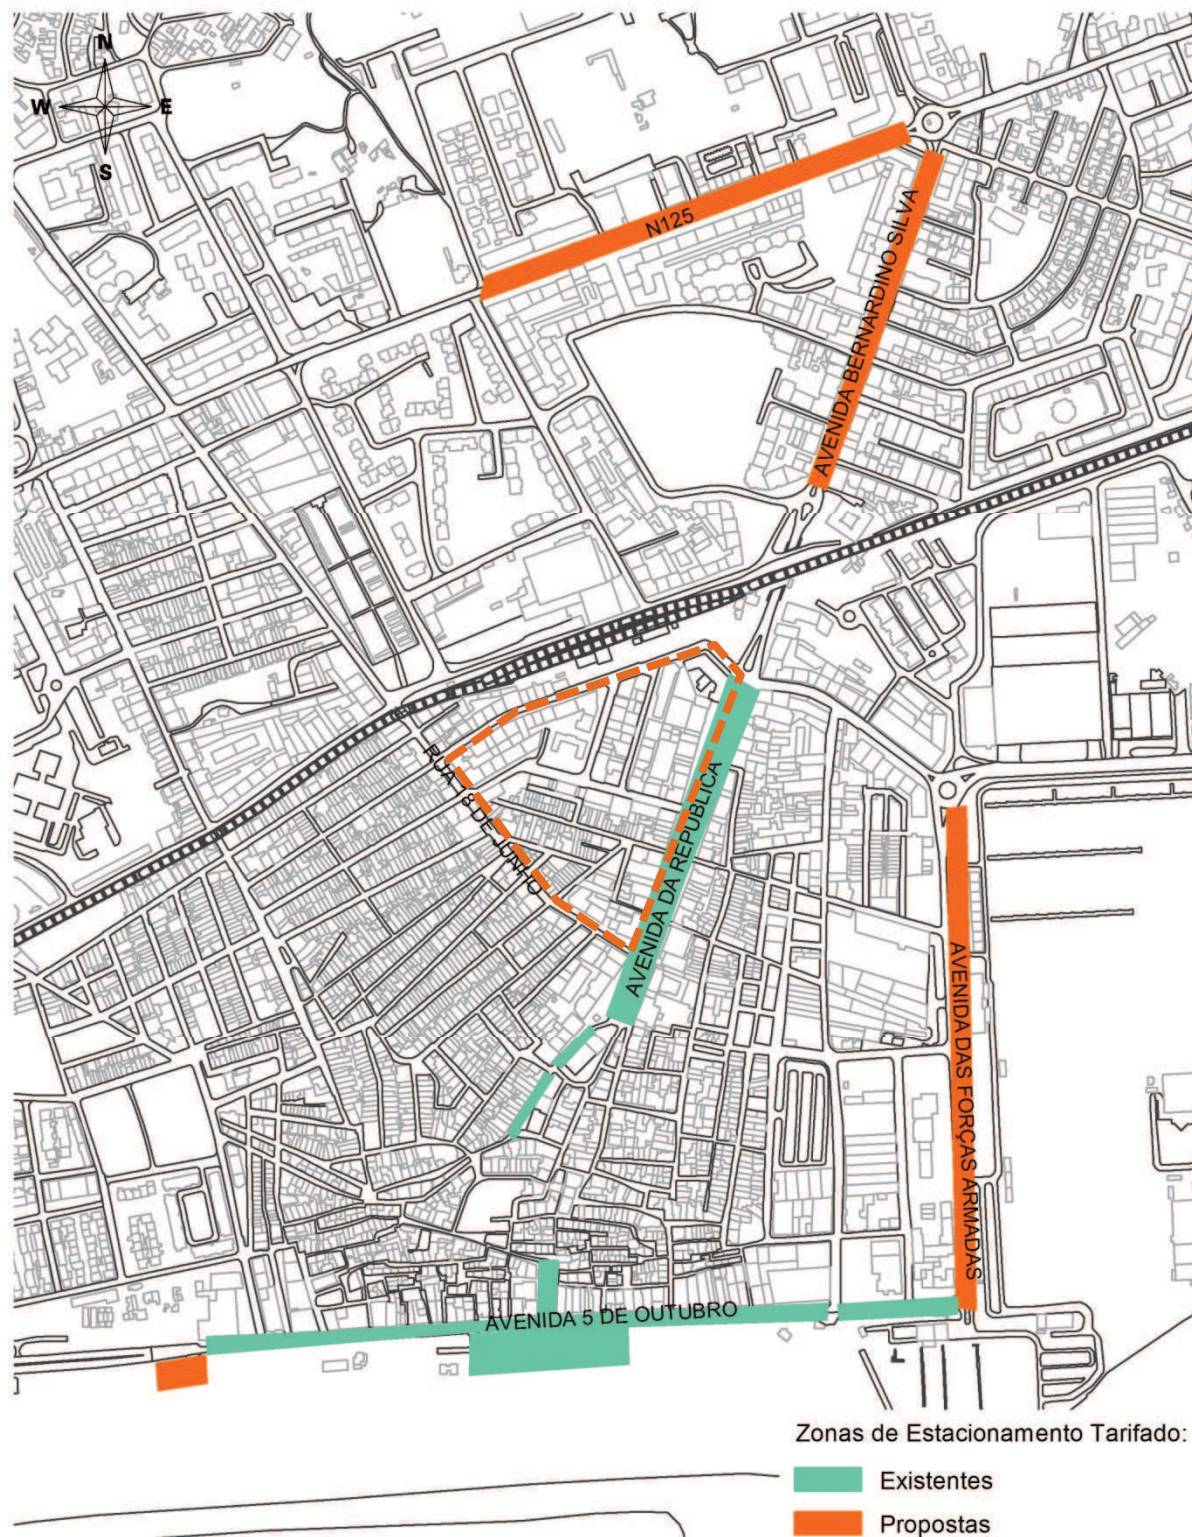 N
W E
S
N125
AVENIDA BERNARDINO SILVA
RUA 18 DE JUNHO
AVENIDA DA REPÚBLICA
AVENIDA DAS FORÇAS ARMADAS
AVENIDA 5 DE OUTUBRO
Zonas de Estacionamento Tarifado:
Existentes
Propostas